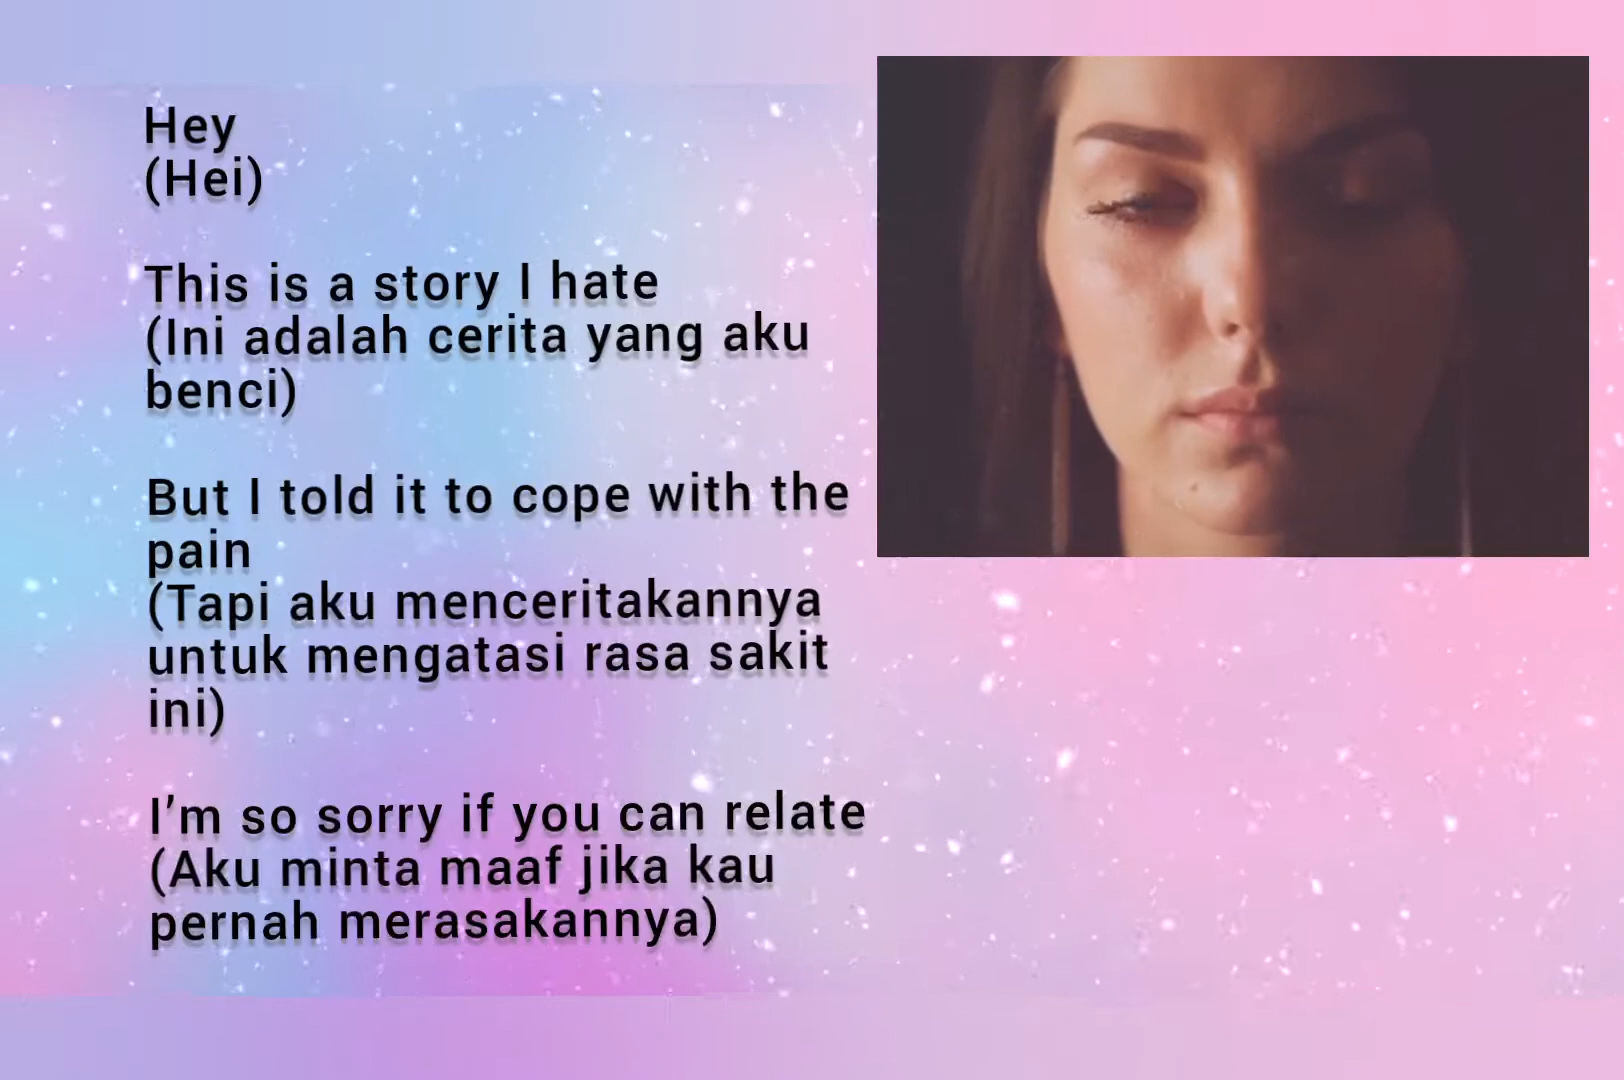 Hey
(Hei)
This is a story I hate
(Ini adalah cerita yang aku
benci)
But I told it to cope with the
pain
(Tapi aku menceritakannya
untuk mengatasi rasa sakit
ini)
I'm so sorry if you can relate
(Aku minta maaf jika kau
pernah merasakannya)